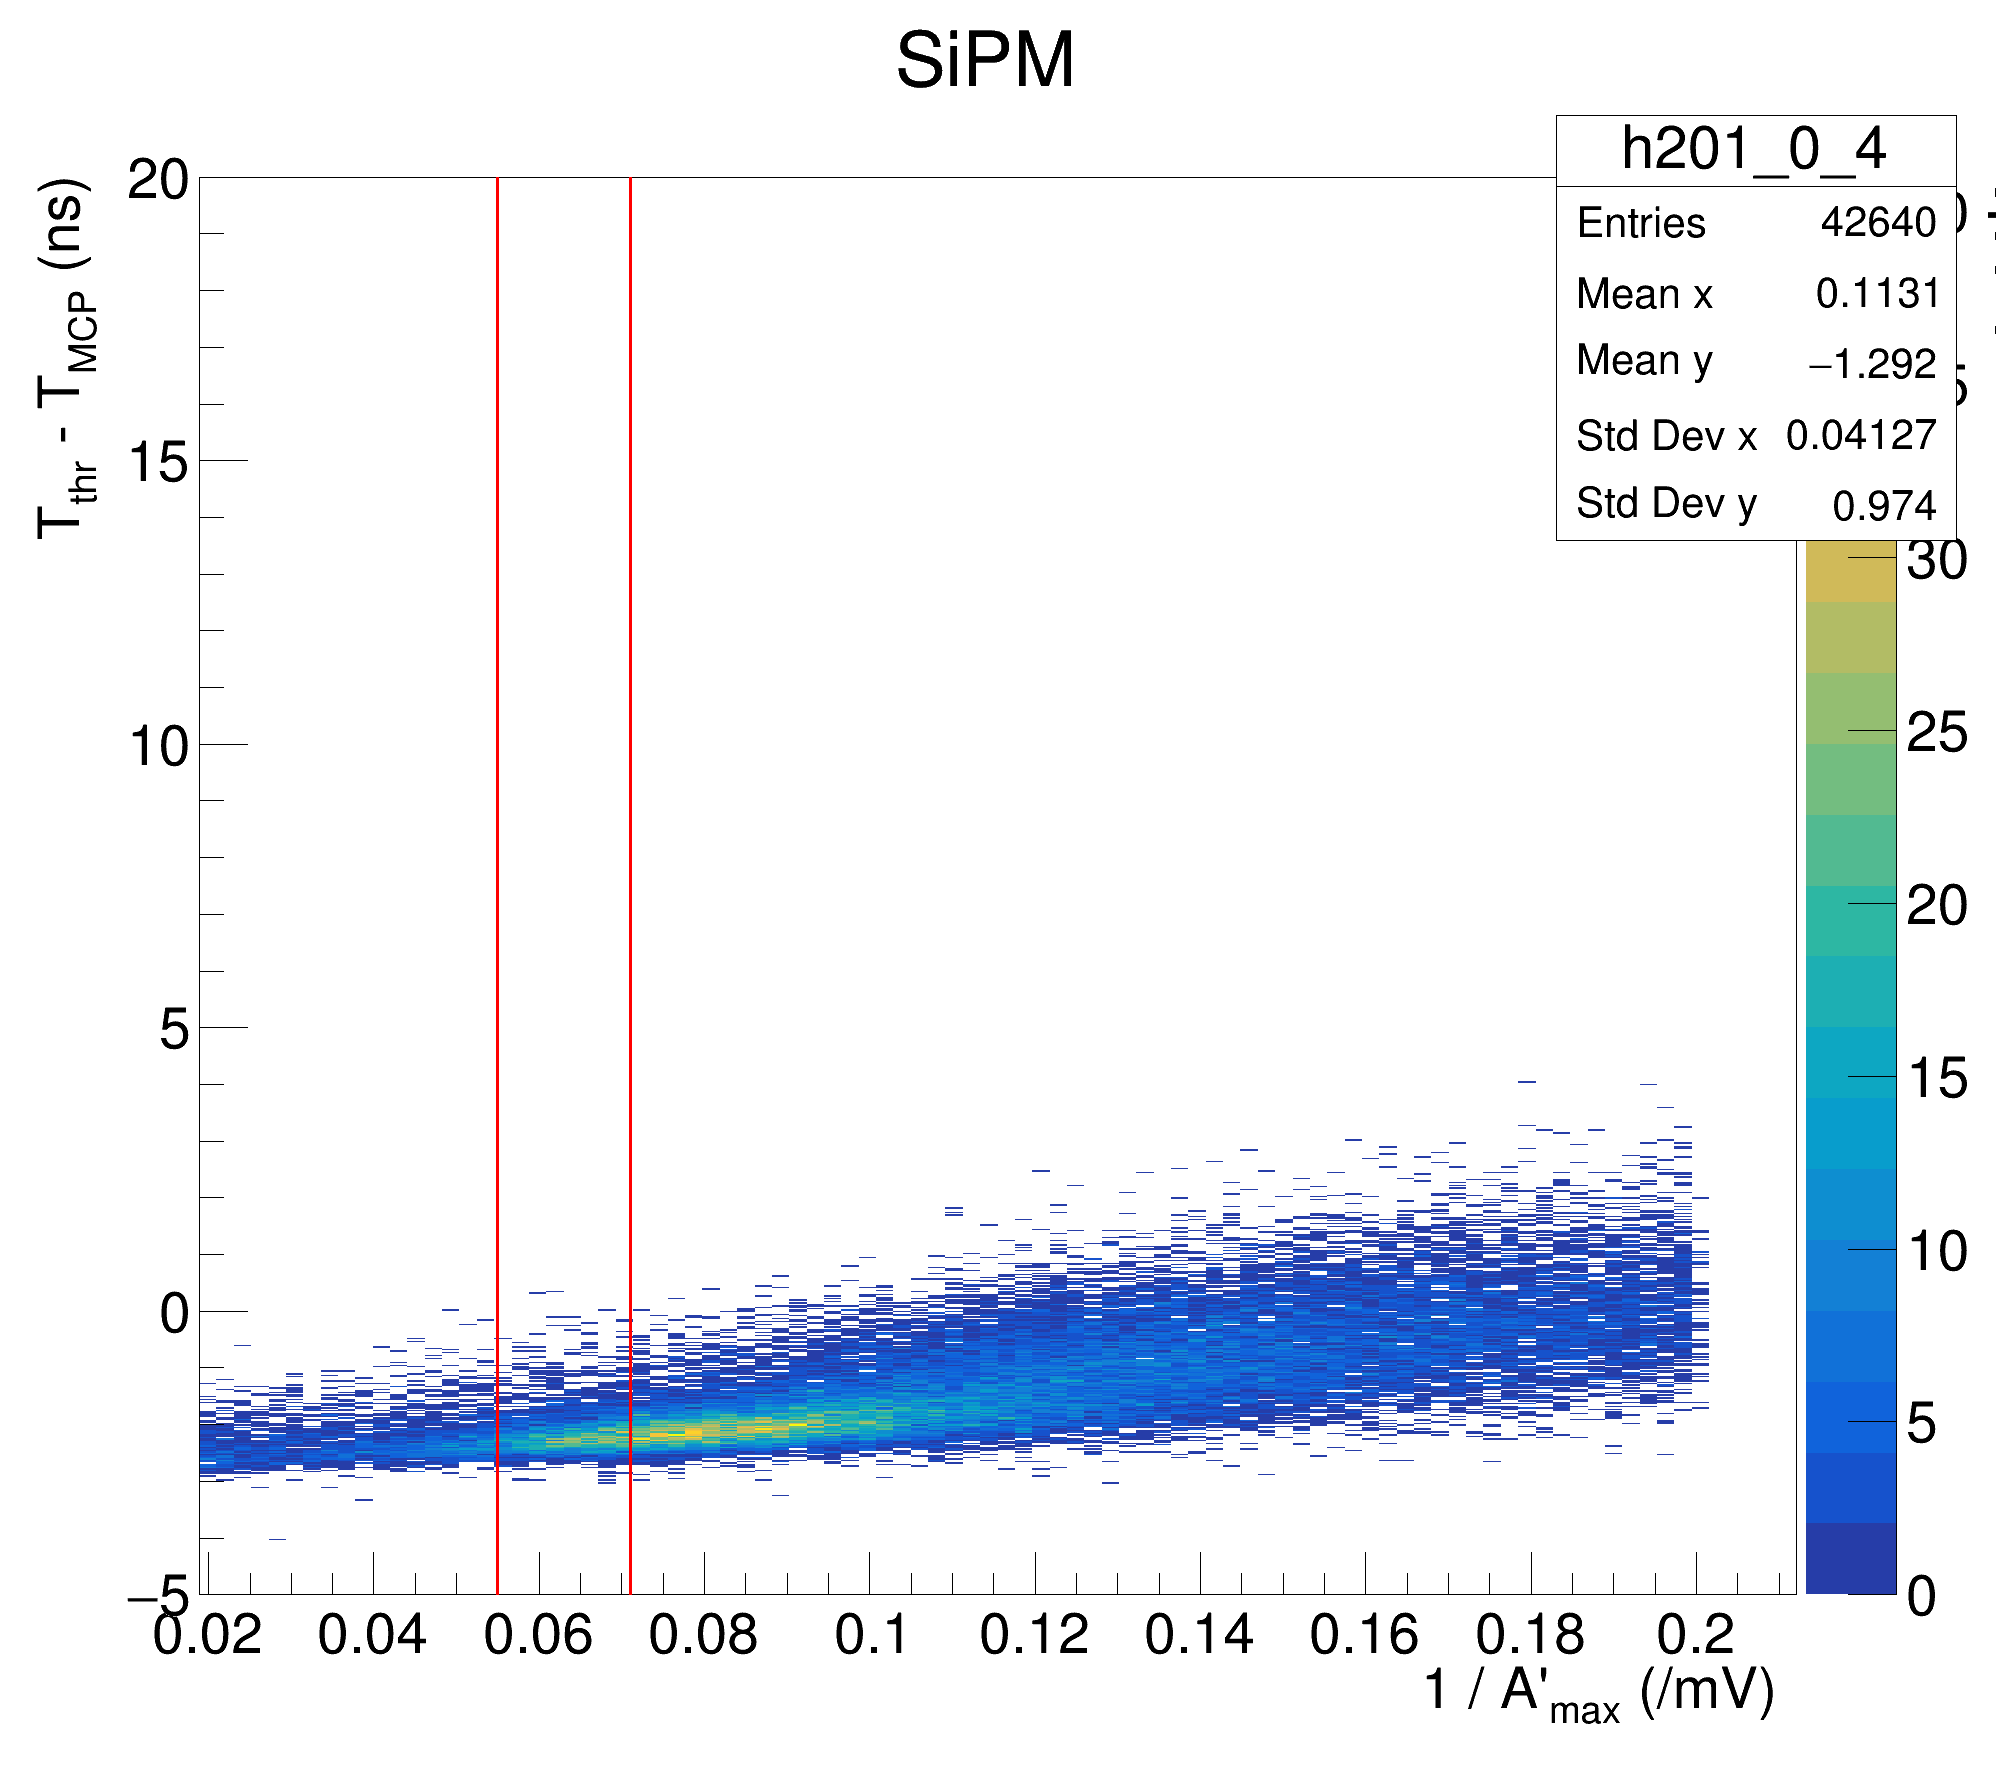 SiPM
h201_0_4
Entries 42640
Mean x 0.1131
Mean y −1.292
Std Dev x 0.04127
Std Dev y 0.974
T_thr - T_MCP (ns)
20
15
10
5
0
−5
0.02 0.04 0.06 0.08 0.1 0.12 0.14 0.16 0.18 0.2
1 / A'_max (/mV)
30
25
20
15
10
5
0